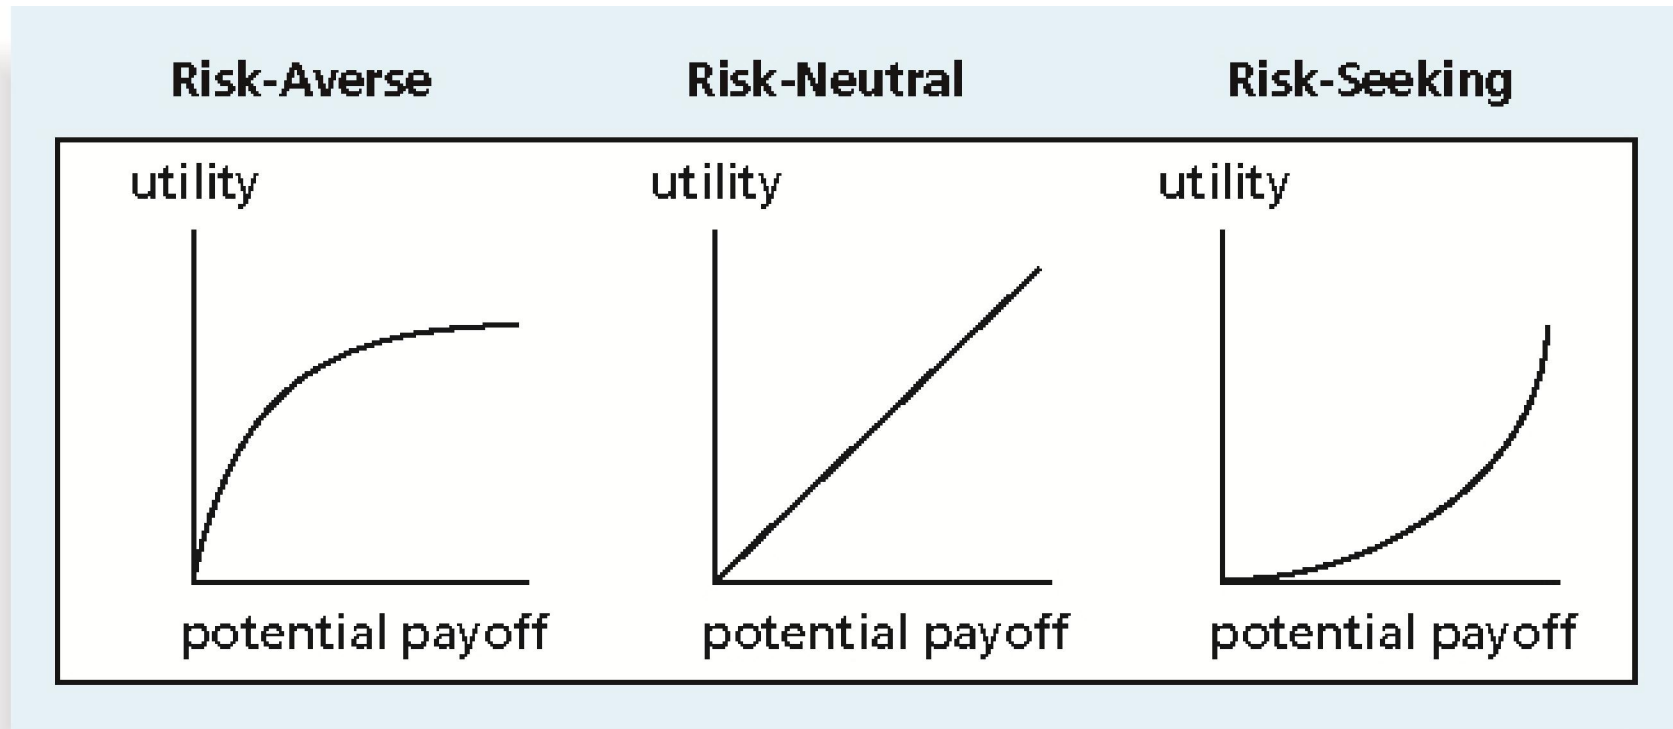 Risk-Averse
Risk-Neutral
Risk-Seeking
utility
utility
utility
potential payoff
potential payoff
potential payoff